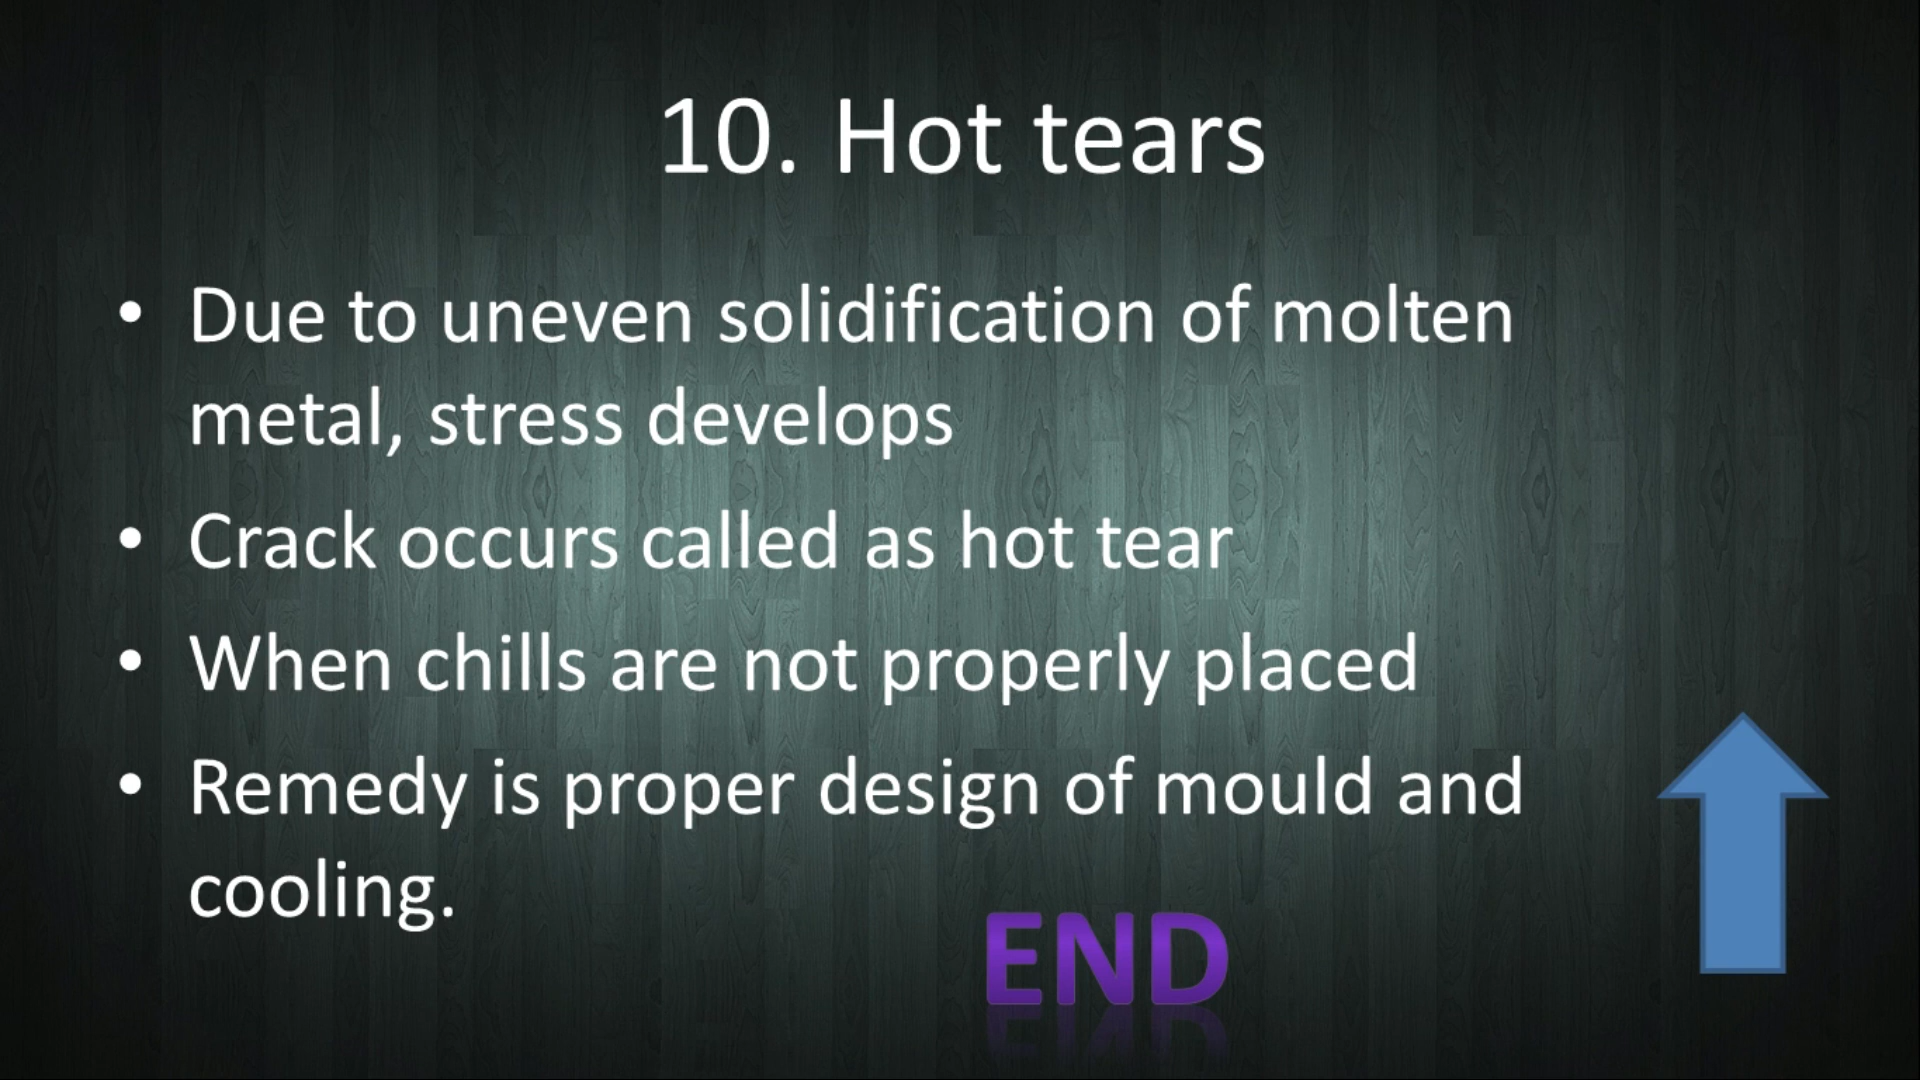 10. Hot tears
• Due to uneven solidification of molten
metal, stress develops
• Crack occurs called as hot tear
• When chills are not properly placed
• Remedy is proper design of mould and
cooling.
END